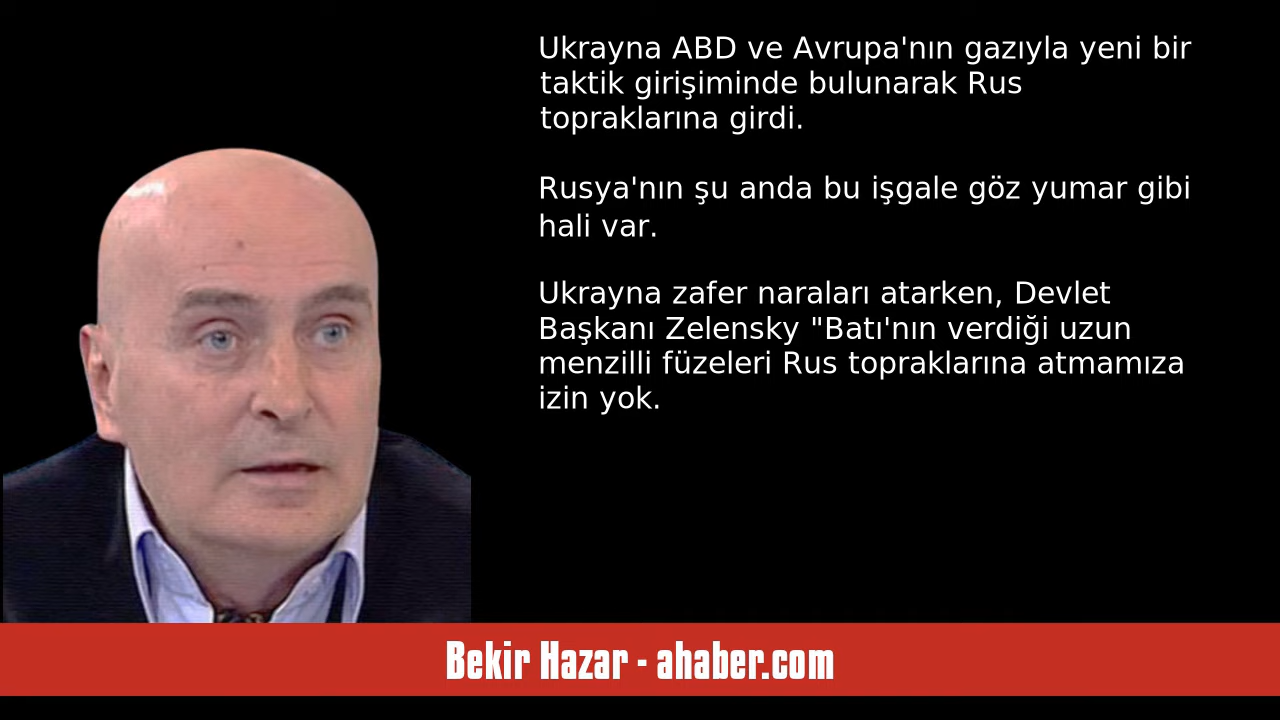 Ukrayna ABD ve Avrupa'nın gazıyla yeni bir
taktik girişiminde bulunarak Rus
topraklarına girdi.
Rusya'nın şu anda bu işgale göz yumar gibi
hali var.
Ukrayna zafer naraları atarken, Devlet
Başkanı Zelensky "Batı'nın verdiği uzun
menzilli füzeleri Rus topraklarına atmamıza
izin yok.
Bekir Hazar - ahaber.com